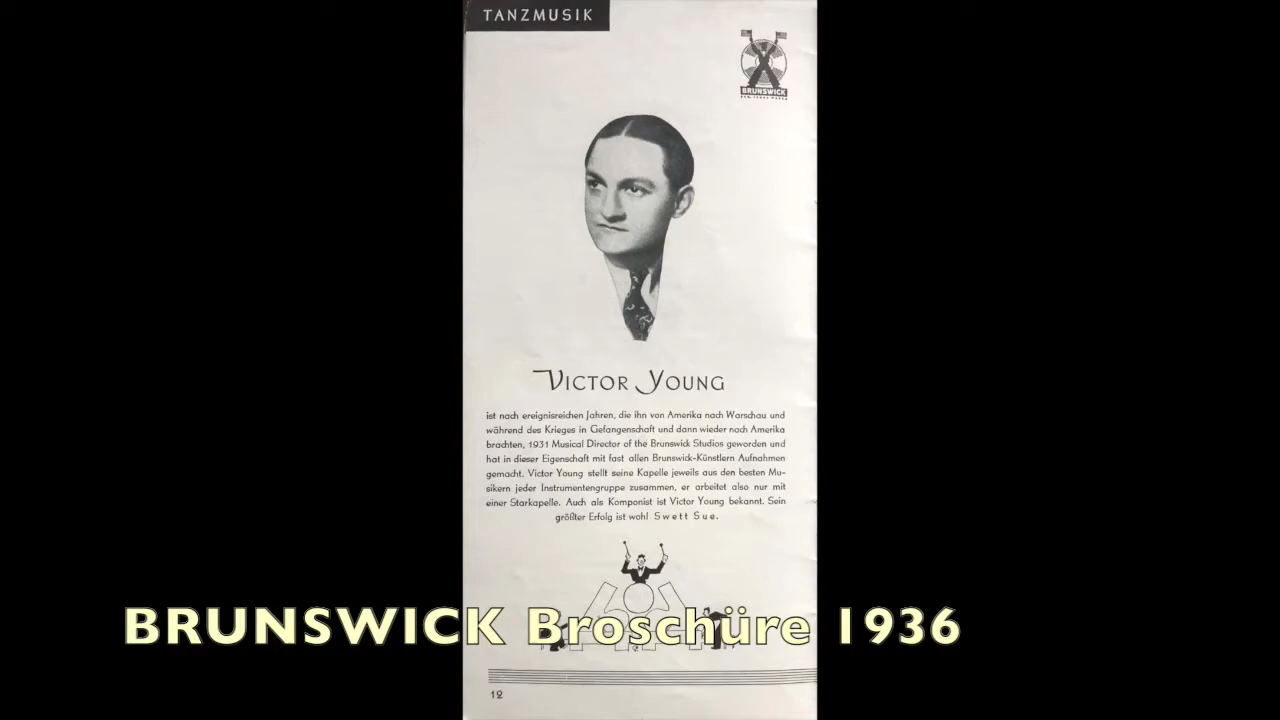 TANZMUSIK
BRUNSWICK
VICTOR YOUNG
ist nach ereignisreichen Jahren, die ihn von Amerika nach Warschau und
während des Krieges in Gefangenschaft und dann wieder nach Amerika
brachten, 1931 Musical Director of the Brunswick Studios geworden und
hat in dieser Eigenschaft mit fast allen Brunswick-Künstlern Aufnahmen
gemacht. Victor Young stellt seine Kapelle jeweils aus den besten Mu-
sikern jeder Instrumentengruppe zusammen, er arbeitet also nur mit
einer Starkapelle. Auch als Komponist ist Victor Young bekannt. Sein
größter Erfolg ist wohl Swett Sue.
BRUNSWICK Broschüre 1936
12